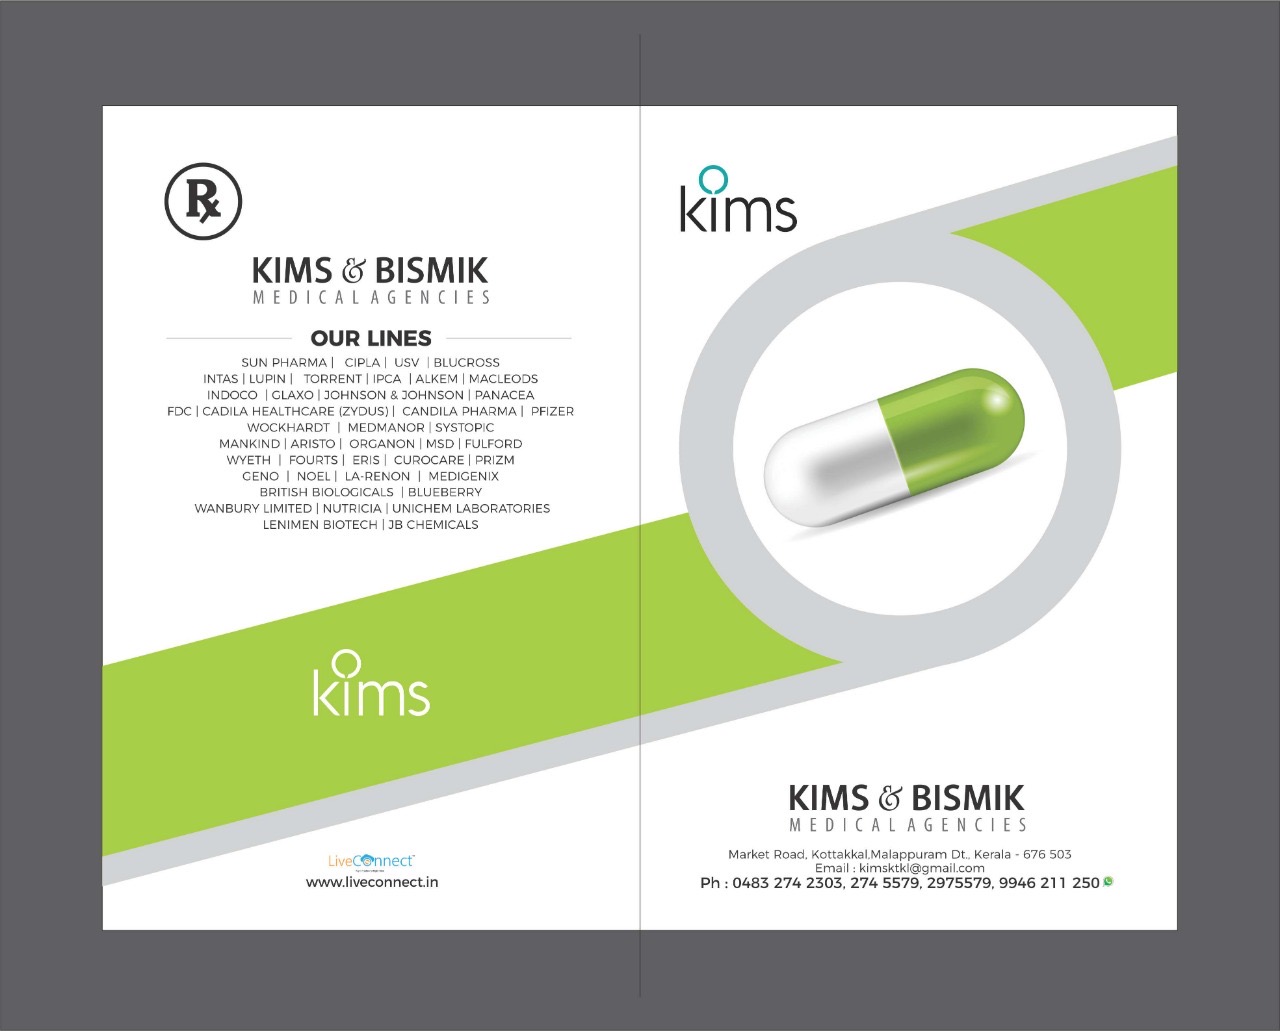 Rx
KIMS & BISMIK
MEDICAL AGENCIES
OUR LINES
SUN PHARMA | CIPLA | USV | BLUCROSS
INTAS | LUPIN | TORRENT | IPCA | ALKEM | MACLEODS
INDOCO | GLAXO | JOHNSON & JOHNSON | PANACEA
FDC | CADILA HEALTHCARE (ZYDUS) | CANDILA PHARMA | PFIZER
WOCKHARDT | MEDMANOR | SYSTOPIC
MANKIND | ARISTO | ORGANON | MSD | FULFORD
WYETH | FOURTS | ERIS | CUROCARE | PRIZM
GENO | NOEL | LA-RENON | MEDIGENIX
BRITISH BIOLOGICALS | BLUEBERRY
WANBURY LIMITED | NUTRICIA | UNICHEM LABORATORIES
LENIMEN BIOTECH | JB CHEMICALS
kims
LiveConnect
www.liveconnect.in
kims
KIMS & BISMIK
MEDICAL AGENCIES
Market Road, Kottakkal,Malappuram Dt., Kerala - 676 503
Email : kimsktkl@gmail.com
Ph : 0483 274 2303, 274 5579, 2975579, 9946 211 250